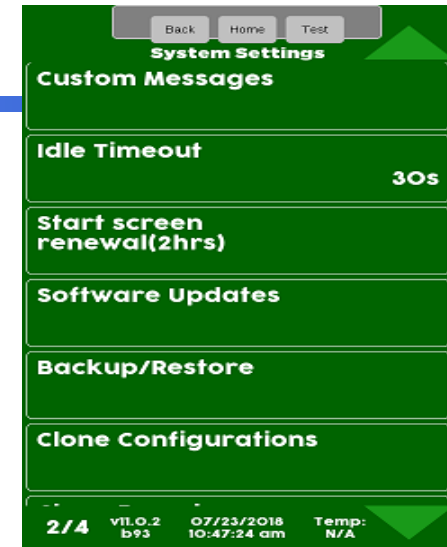 Back Home Test
System Settings
Custom Messages
Idle Timeout
30s
Start screen
renewal(2hrs)
Software Updates
Backup/Restore
Clone Configurations
2/4 v11.0.2 07/23/2018 Temp:
b93 10:47:24 am N/A